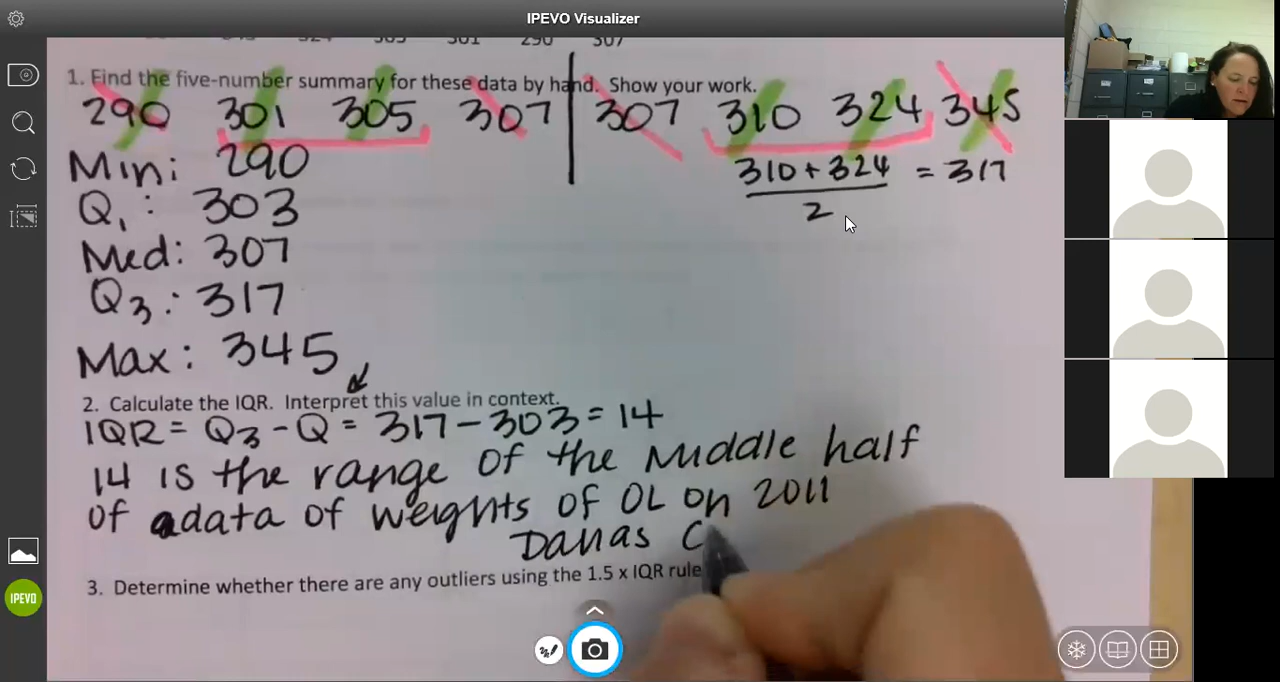 IPEVO Visualizer
290 307
1. Find the five-number summary for these data by hand. Show your work.
290 301 305 307 307 310 324 345
Min: 290
310 + 324 = 317
2
Q1: 303
Med: 307
Q3: 317
Max: 345
2. Calculate the IQR. Interpret this value in context.
IQR = Q3 - Q = 317 - 303 = 14
14 is the range of the middle half
of data of weights of OL on 2011
Dallas C
3. Determine whether there are any outliers using the 1.5 x IQR rule
IPEVO